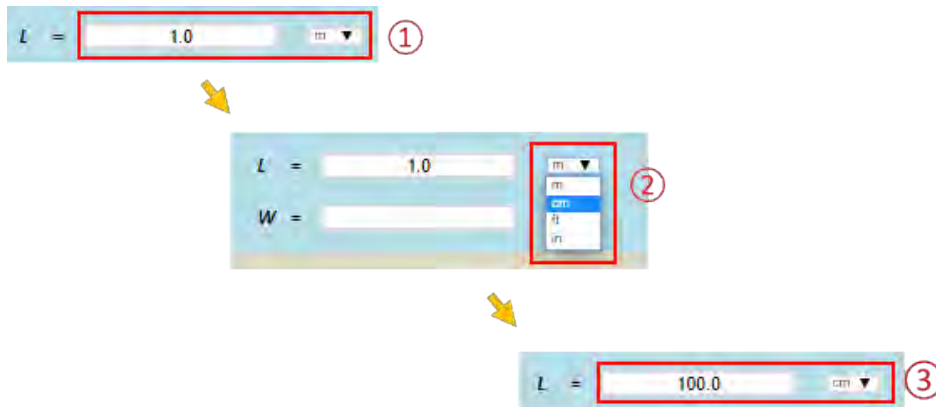 L = 1.0 m ▼ ①
L = 1.0 m ▼ ②
m
cm
W =
ft
in
L = 100.0 cm ▼ ③